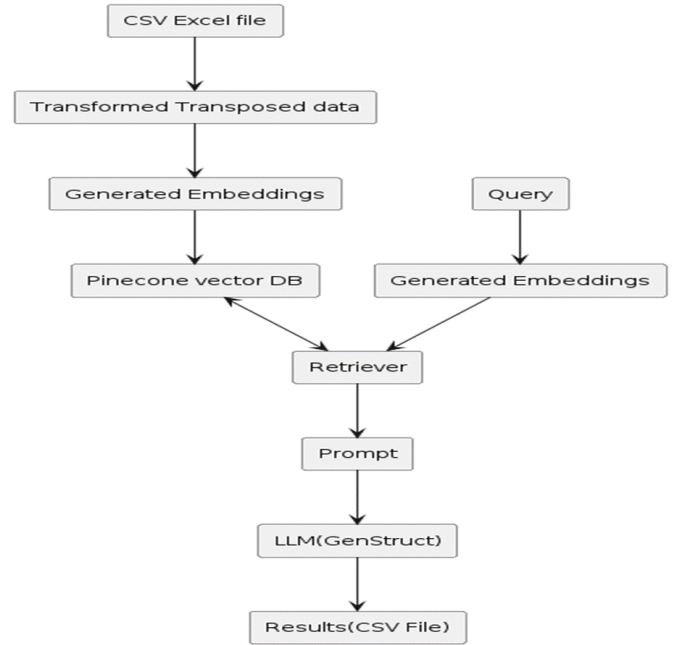 CSV Excel file
Transformed Transposed data
Generated Embeddings
Query
Pinecone vector DB
Generated Embeddings
Retriever
Prompt
LLM(GenStruct)
Results(CSV File)